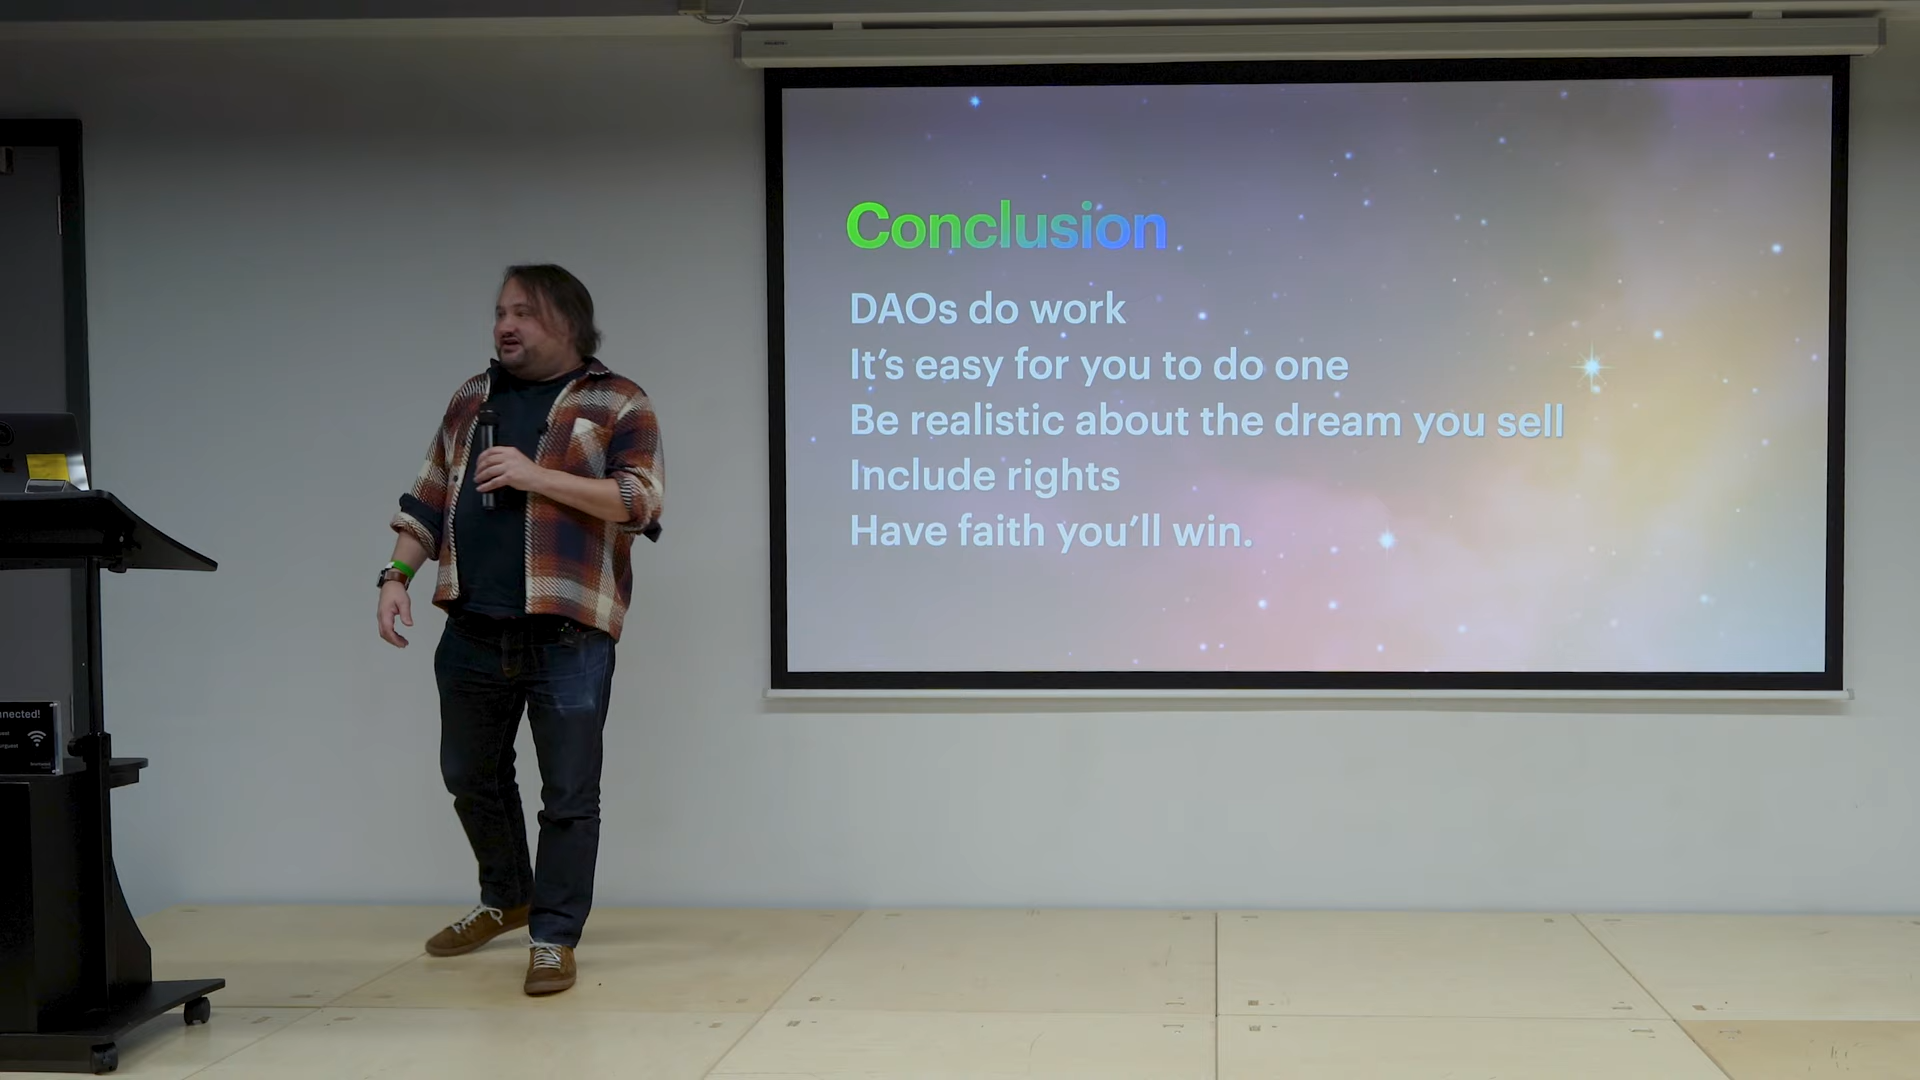 Conclusion
DAOs do work
It's easy for you to do one
Be realistic about the dream you sell
Include rights
Have faith you'll win.
nnected!